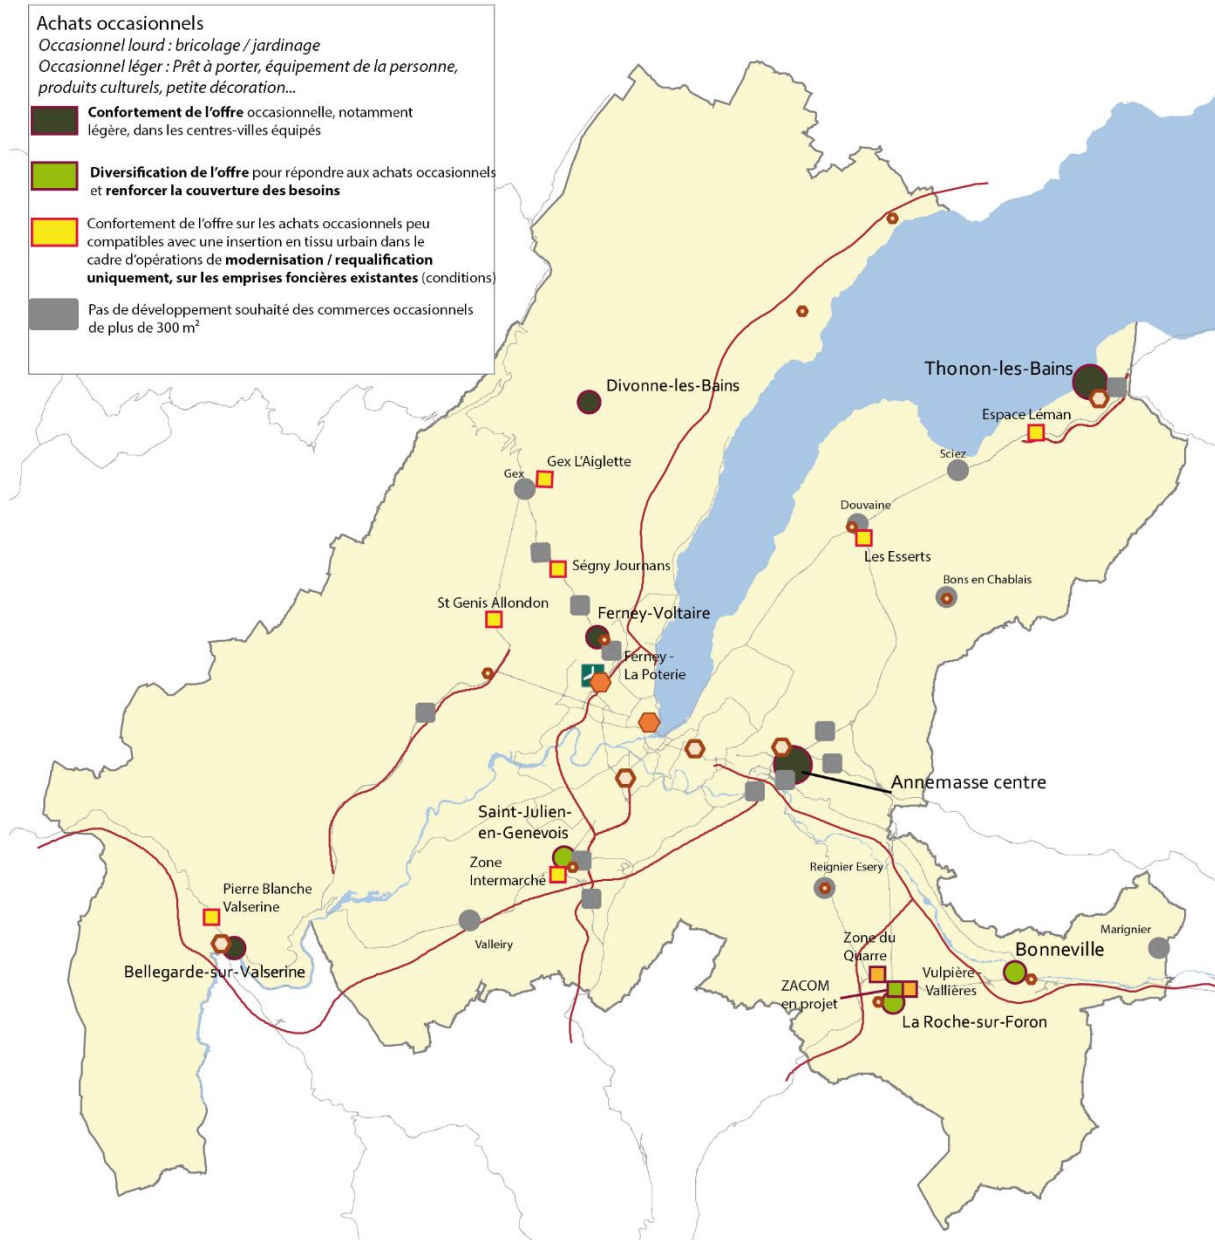 Achats occasionnels
Occasionnel lourd : bricolage / jardinage
Occasionnel léger : Prêt à porter, équipement de la personne,
produits culturels, petite décoration...
Confortement de l'offre occasionnelle, notamment
légère, dans les centres-villes équipés
Diversification de l'offre pour répondre aux achats occasionnels
et renforcer la couverture des besoins
Confortement de l'offre sur les achats occasionnels peu
compatibles avec une insertion en tissu urbain dans le
cadre d'opérations de modernisation / requalification
uniquement, sur les emprises foncières existantes (conditions)
Pas de développement souhaité des commerces occasionnels
de plus de 300 m²
Thonon-les-Bains
Divonne-les-Bains
Espace Léman
Sciez
Gex L'Aiglette
Gex
Douvaine
Les Esserts
Ségny Journans
Bons en Chablais
St Genis Allondon
Ferney-Voltaire
Ferney -
La Poterie
Annemasse centre
Saint-Julien-
en-Genevois
Zone
Intermarché
Reignier Esery
Pierre Blanche
Valserine
Valleiry
Marignier
Zone du
Quarre
Bonneville
Bellegarde-sur-Valserine
ZACOM
en projet
Vulpière-
Vallières
La Roche-sur-Foron